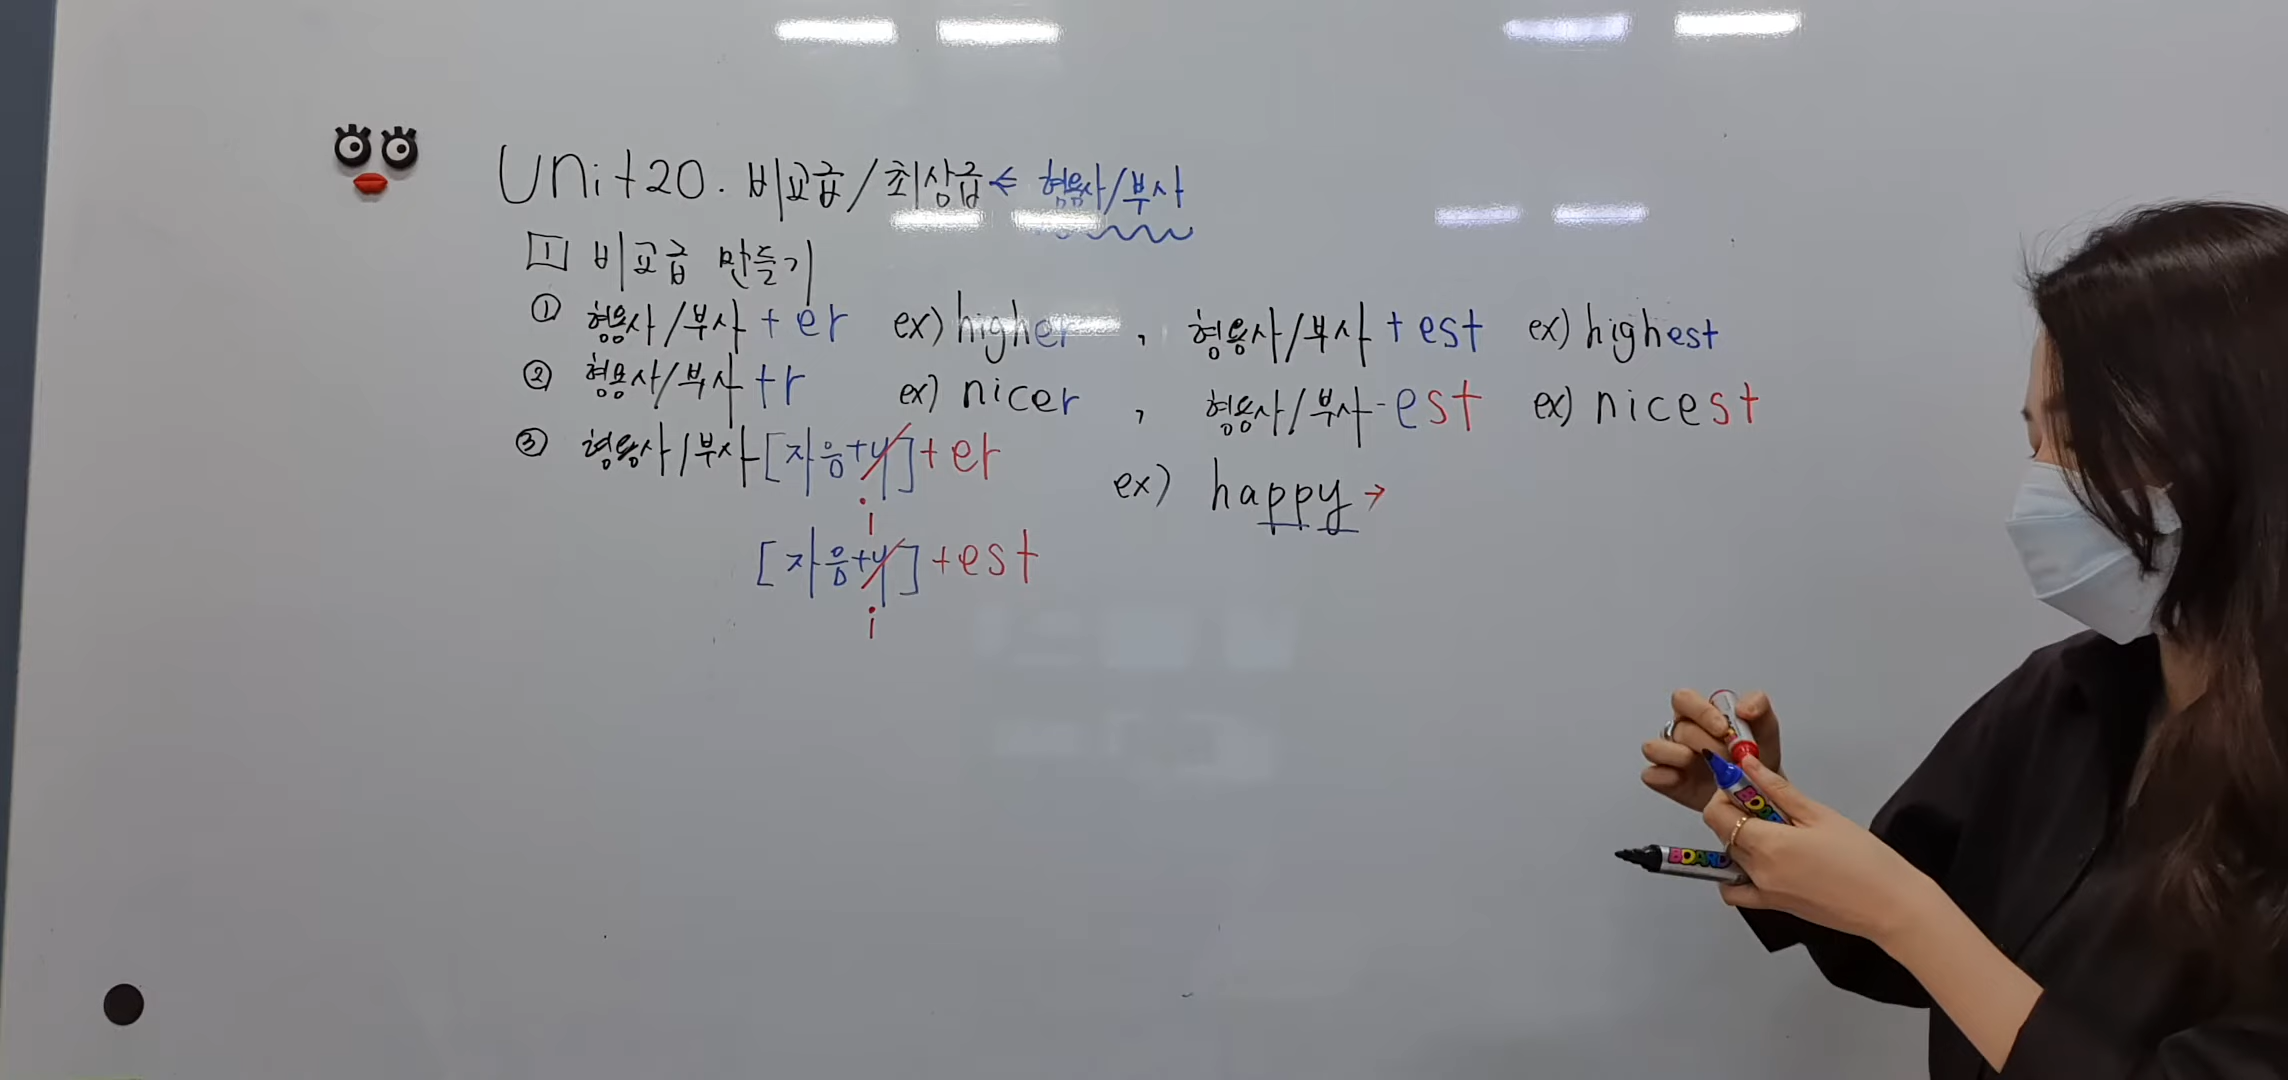 Unit20. 비교급/최상급 ← 형용사/부사
1 비교급 만들기
① 형용사/부사 + er ex) higher , 형용사/부사 + est ex) highest
② 형용사/부사 + r ex) nicer , 형용사/부사 - est ex) nicest
③ 형용사/부사 [자음+y] + er ex) happy →
i
[자음+y] + est
i
BOARD
BOARD